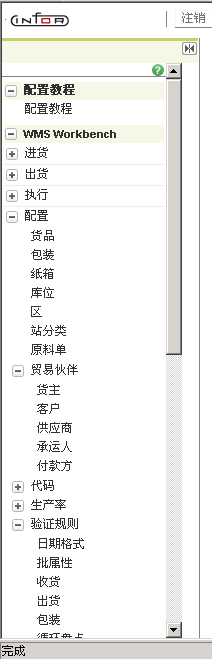 infor
注销
配置教程
配置教程
WMS Workbench
进货
出货
执行
配置
货品
包装
纸箱
库位
区
站分类
原料单
贸易伙伴
货主
客户
供应商
承运人
付款方
代码
生产率
验证规则
日期格式
批属性
收货
出货
包装
循环盘点
完成